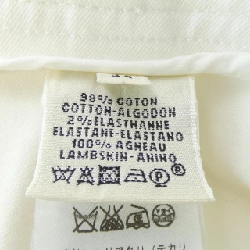 98% COTON
COTTON-ALGODON
2% ELASTHANNE
ELASTANE-ELASTANO
100% AGNEAU
LAMBSKIN-ANINO